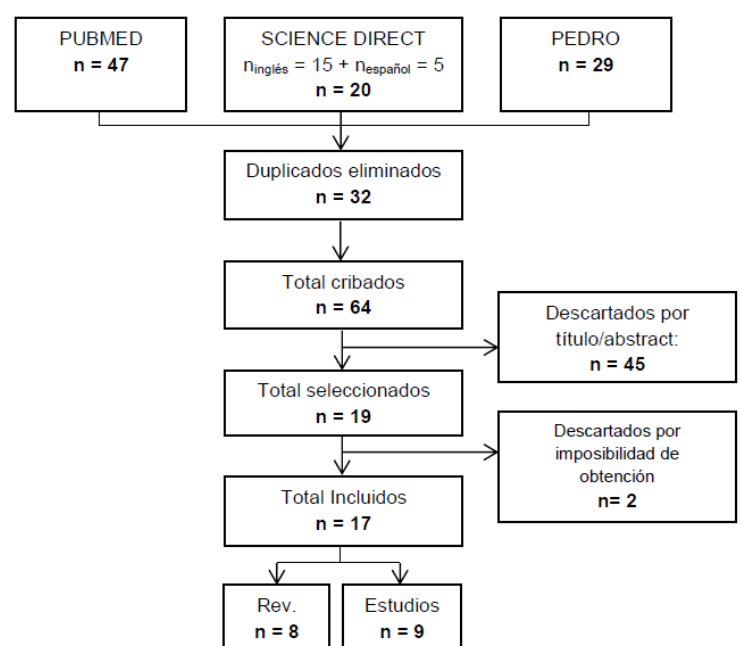 PUBMED
n = 47
SCIENCE DIRECT
ninglés = 15 + nespañol = 5
n = 20
PEDRO
n = 29
Duplicados eliminados
n = 32
Total cribados
n = 64
Descartados por
título/abstract:
n = 45
Total seleccionados
n = 19
Descartados por
imposibilidad de
obtención
n= 2
Total Incluidos
n = 17
Rev.
n = 8
Estudios
n = 9